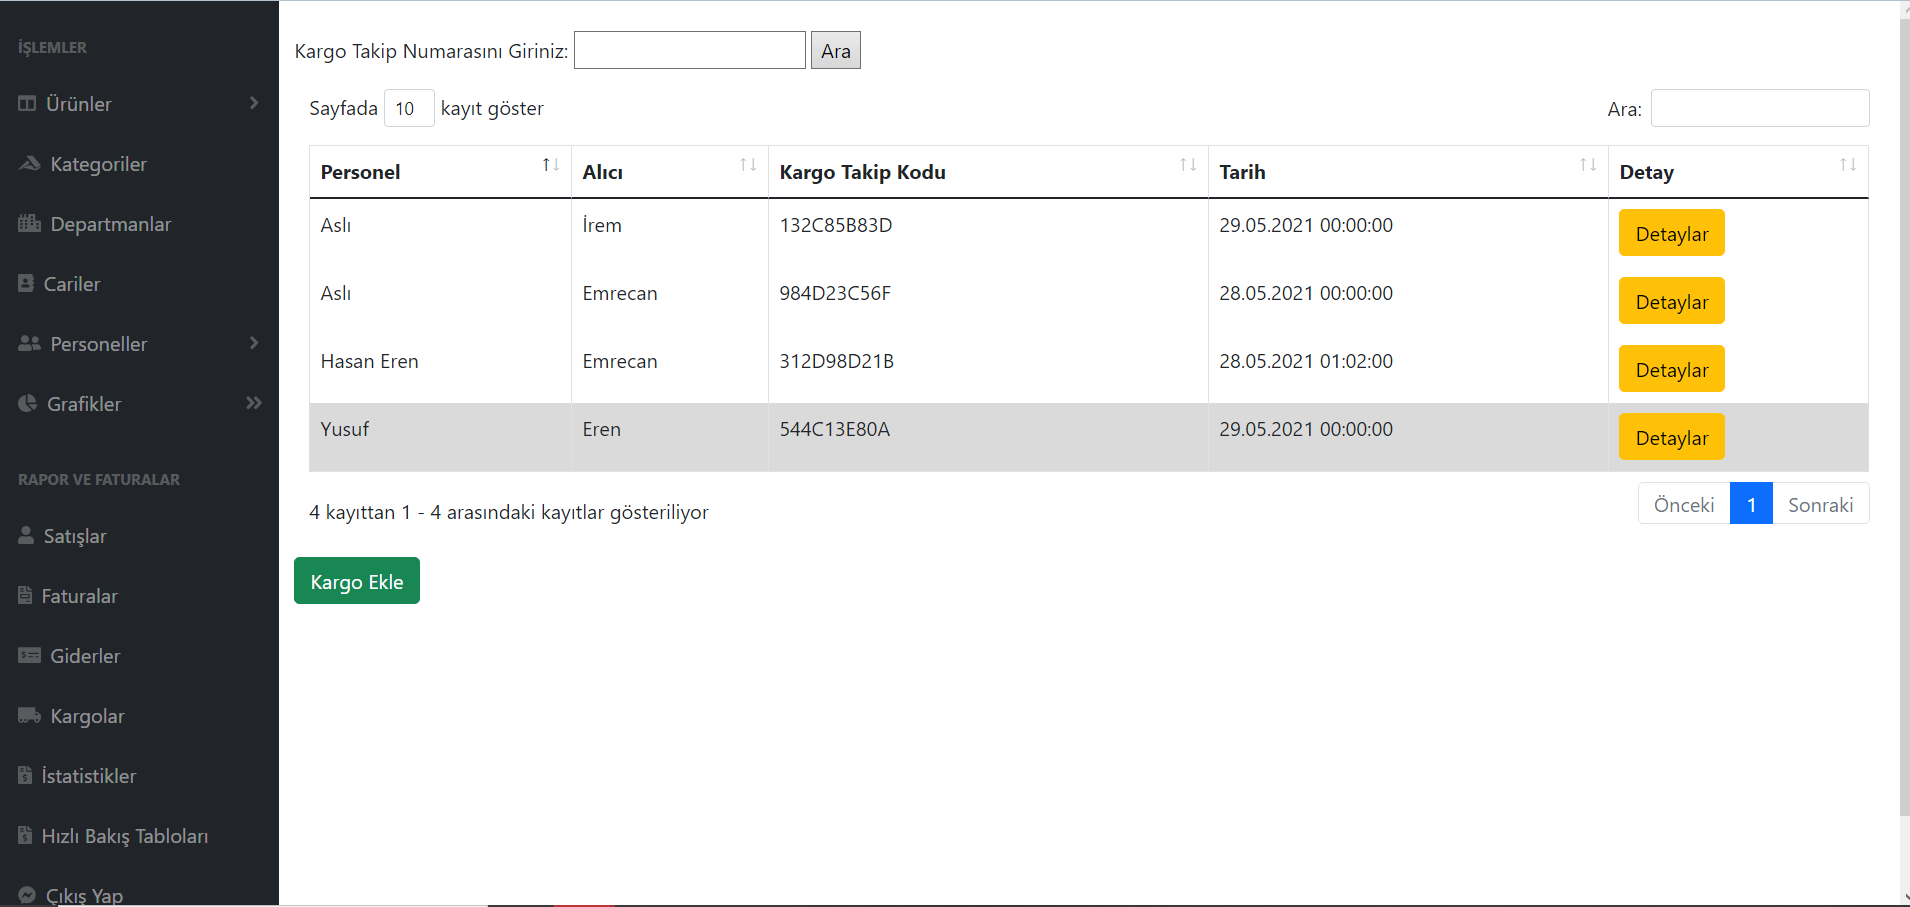 İŞLEMLER
Ürünler
Kategoriler
Departmanlar
Cariler
Personeller
Grafikler
RAPOR VE FATURALAR
Satışlar
Faturalar
Giderler
Kargolar
İstatistikler
Hızlı Bakış Tabloları
Çıkış Yap
Kargo Takip Numarasını Giriniz: Ara
Sayfada 10 kayıt göster Ara:
Personel Alıcı Kargo Takip Kodu Tarih Detay
Aslı İrem 132C85B83D 29.05.2021 00:00:00 Detaylar
Aslı Emrecan 984D23C56F 28.05.2021 00:00:00 Detaylar
Hasan Eren Emrecan 312D98D21B 28.05.2021 01:02:00 Detaylar
Yusuf Eren 544C13E80A 29.05.2021 00:00:00 Detaylar
4 kayıttan 1 - 4 arasındaki kayıtlar gösteriliyor Önceki 1 Sonraki
Kargo Ekle